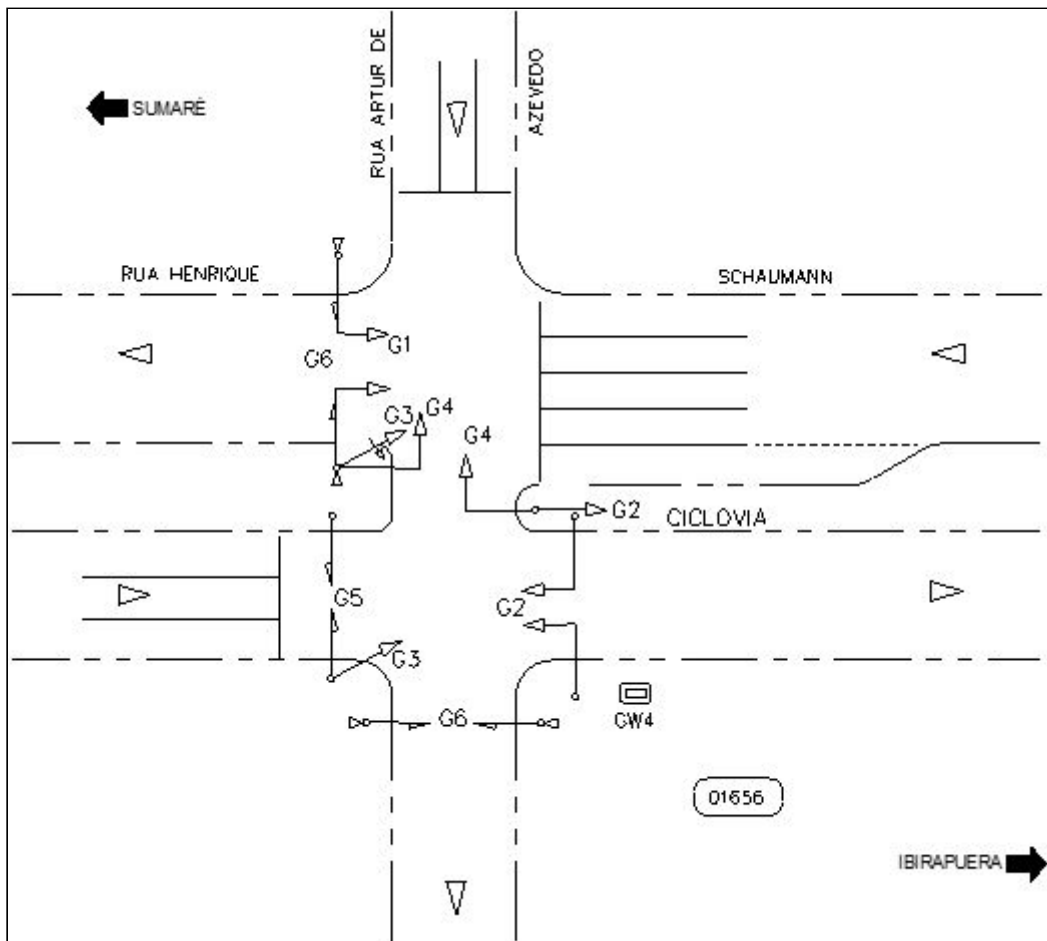 RUA ARTUR DE
AZEVEDO
SUMARÉ
RUA HENRIQUE
SCHAUMANN
G1
G6
G3
G4
G4
G2
CICLOVIA
G5
G2
G3
G6
GW4
01656
IBIRAPUERA